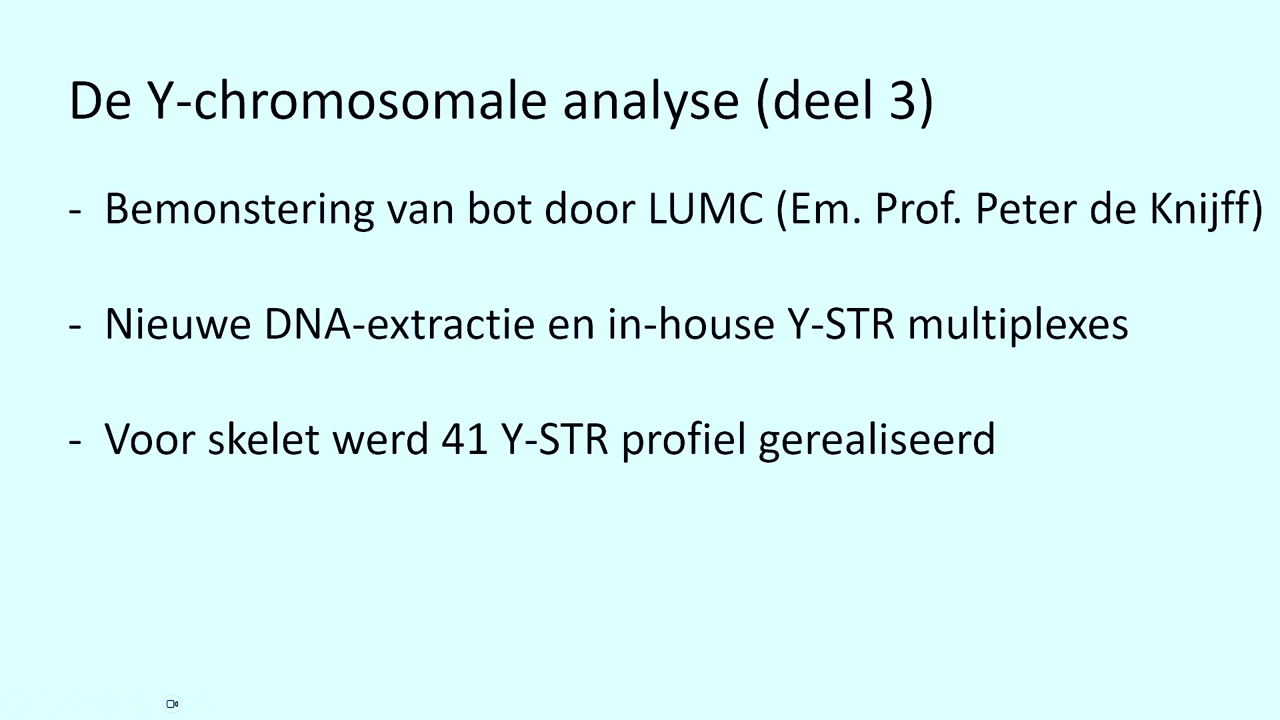 De Y-chromosomale analyse (deel 3)
- Bemonstering van bot door LUMC (Em. Prof. Peter de Knijff)
- Nieuwe DNA-extractie en in-house Y-STR multiplexes
- Voor skelet werd 41 Y-STR profiel gerealiseerd